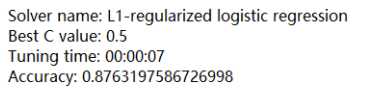 Solver name: L1-regularized logistic regression
Best C value: 0.5
Tuning time: 00:00:07
Accuracy: 0.8763197586726998